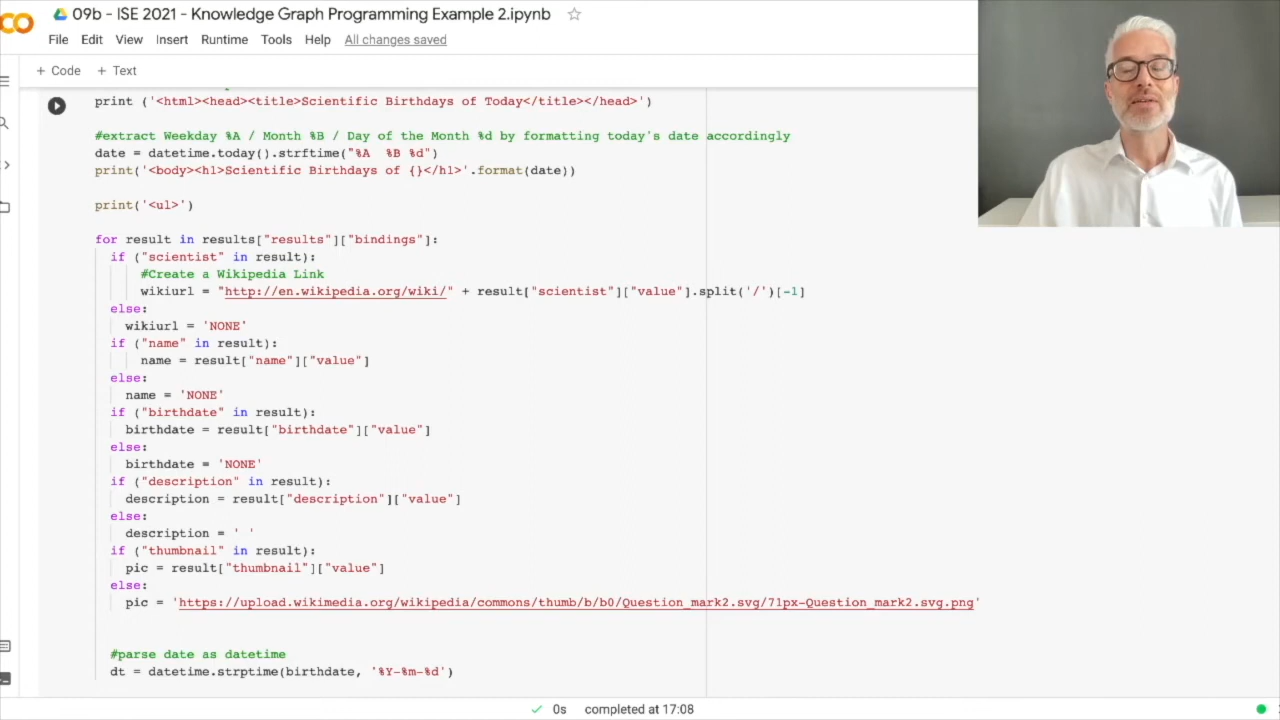 CO
09b - ISE 2021 - Knowledge Graph Programming Example 2.ipynb
File Edit View Insert Runtime Tools Help All changes saved
+ Code + Text
print ('<html><head><title>Scientific Birthdays of Today</title></head>')
#extract Weekday %A / Month %B / Day of the Month %d by formatting today's date accordingly
date = datetime.today().strftime("%A  %B %d")
print('<body><h1>Scientific Birthdays of {}</h1>'.format(date))
print('<ul>')
for result in results["results"]["bindings"]:
if ("scientist" in result):
#Create a Wikipedia Link
wikiurl = "http://en.wikipedia.org/wiki/" + result["scientist"]["value"].split('/')[-1]
else:
wikiurl = 'NONE'
if ("name" in result):
name = result["name"]["value"]
else:
name = 'NONE'
if ("birthdate" in result):
birthdate = result["birthdate"]["value"]
else:
birthdate = 'NONE'
if ("description" in result):
description = result["description"]["value"]
else:
description = ' '
if ("thumbnail" in result):
pic = result["thumbnail"]["value"]
else:
pic = 'https://upload.wikimedia.org/wikipedia/commons/thumb/b/b0/Question_mark2.svg/71px-Question_mark2.svg.png'
#parse date as datetime
dt = datetime.strptime(birthdate, '%Y-%m-%d')
0s completed at 17:08